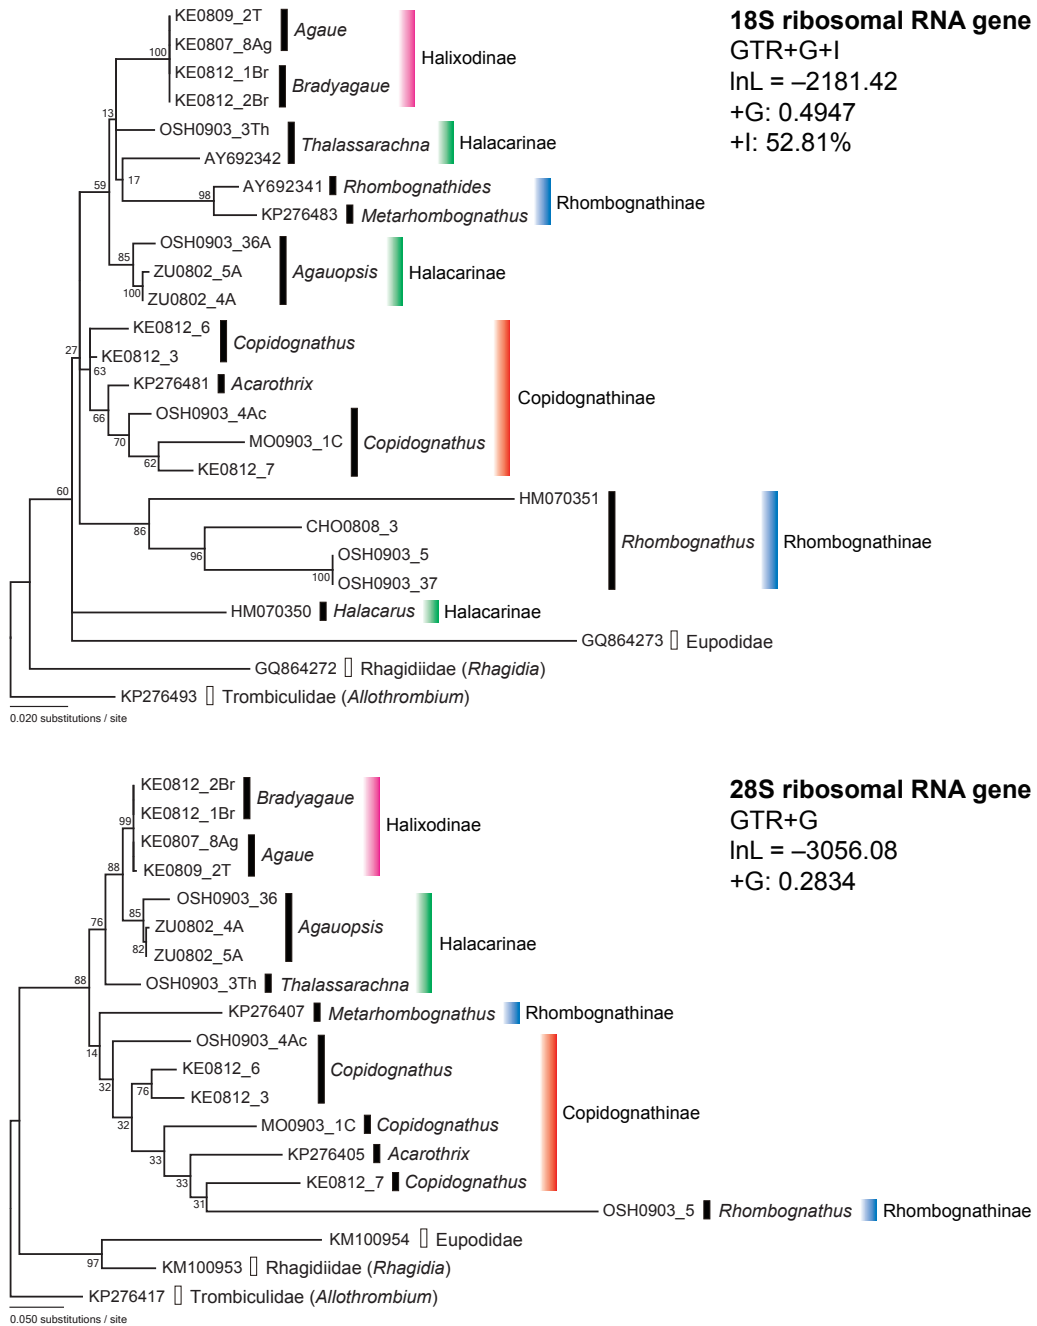 18S ribosomal RNA gene
GTR+G+I
lnL = –2181.42
+G: 0.4947
+I: 52.81%
KE0809_2T
KE0807_8Ag
Agaue
KE0812_1Br
KE0812_2Br
Bradyagaue
Halixodinae
100
13
OSH0903_3Th
AY692342
Thalassarachna
Halacarinae
17
59
98
AY692341
Rhombognathides
KP276483
Metarhombognathus
Rhombognathinae
OSH0903_36A
85
ZU0802_5A
100
ZU0802_4A
Agauopsis
Halacarinae
KE0812_6
27
KE0812_3
Copidognathus
63
KP276481
Acarothrix
Copidognathinae
66
OSH0903_4Ac
70
MO0903_1C
Copidognathus
62
KE0812_7
60
HM070351
86
CHO0808_3
96
OSH0903_5
100
OSH0903_37
Rhombognathus
Rhombognathinae
HM070350
Halacarus
Halacarinae
GQ864273
Eupodidae
GQ864272
Rhagidiidae (Rhagidia)
KP276493
Trombiculidae (Allothrombium)
0.020 substitutions / site
28S ribosomal RNA gene
GTR+G
lnL = –3056.08
+G: 0.2834
KE0812_2Br
KE0812_1Br
Bradyagaue
99
KE0807_8Ag
KE0809_2T
Agaue
Halixodinae
88
OSH0903_36
85
ZU0802_4A
82
ZU0802_5A
Agauopsis
Halacarinae
76
OSH0903_3Th
Thalassarachna
88
KP276407
Metarhombognathus
Rhombognathinae
14
OSH0903_4Ac
32
KE0812_6
76
KE0812_3
Copidognathus
32
MO0903_1C
Copidognathus
Copidognathinae
33
KP276405
Acarothrix
33
KE0812_7
Copidognathus
31
OSH0903_5
Rhombognathus
Rhombognathinae
KM100954
Eupodidae
97
KM100953
Rhagidiidae (Rhagidia)
KP276417
Trombiculidae (Allothrombium)
0.050 substitutions / site